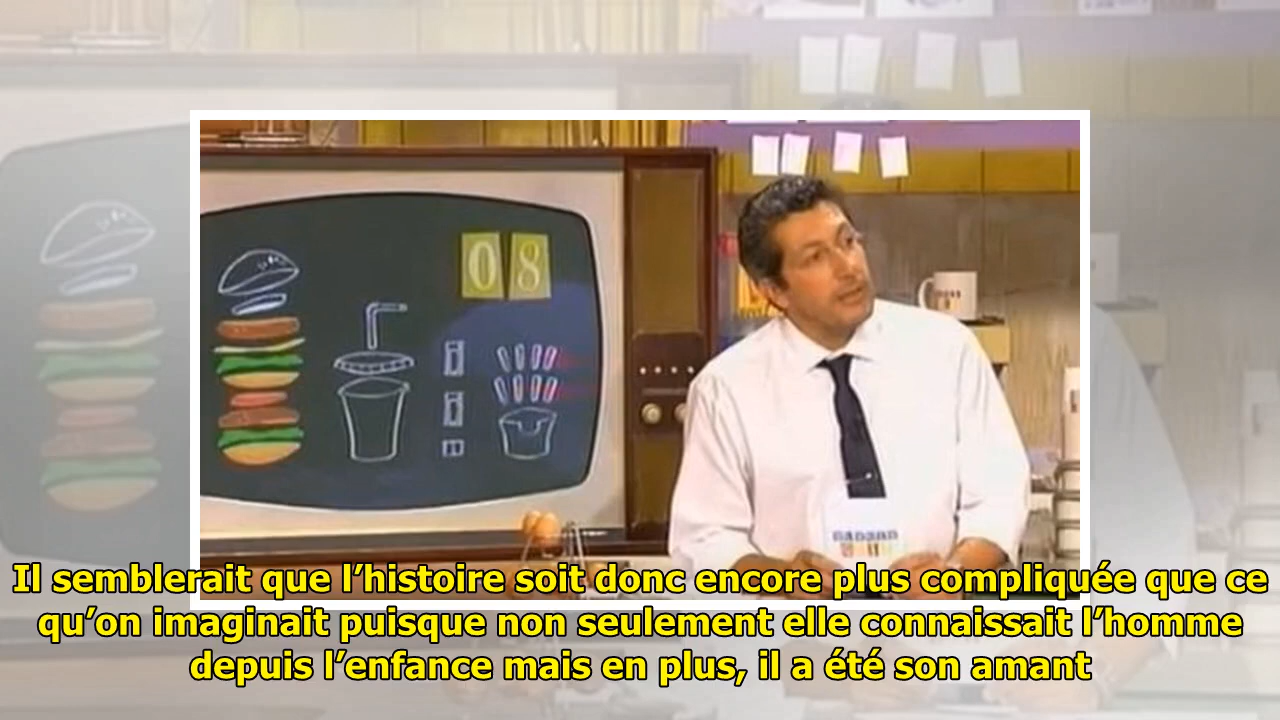 08
Il semblerait que l’histoire soit donc encore plus compliquée que ce
qu’on imaginait puisque non seulement elle connaissait l’homme
depuis l’enfance mais en plus, il a été son amant